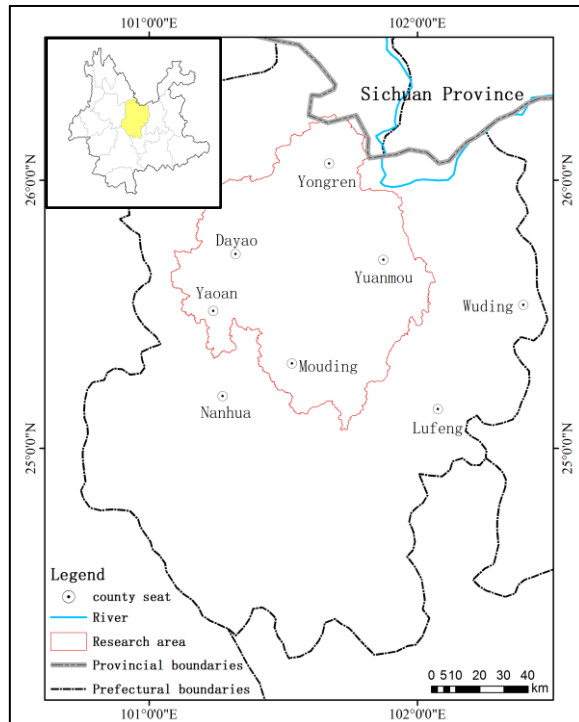 101°0'0"E
102°0'0"E
Sichuan Province
26°0'0"N
26°0'0"N
Yongren
Dayao
Yuanmou
Yaoan
Wuding
Mouding
Nanhua
Lufeng
25°0'0"N
25°0'0"N
Legend
county seat
River
Research area
Provincial boundaries
Prefectural boundaries
0 5 10 20 30 40
km
101°0'0"E
102°0'0"E